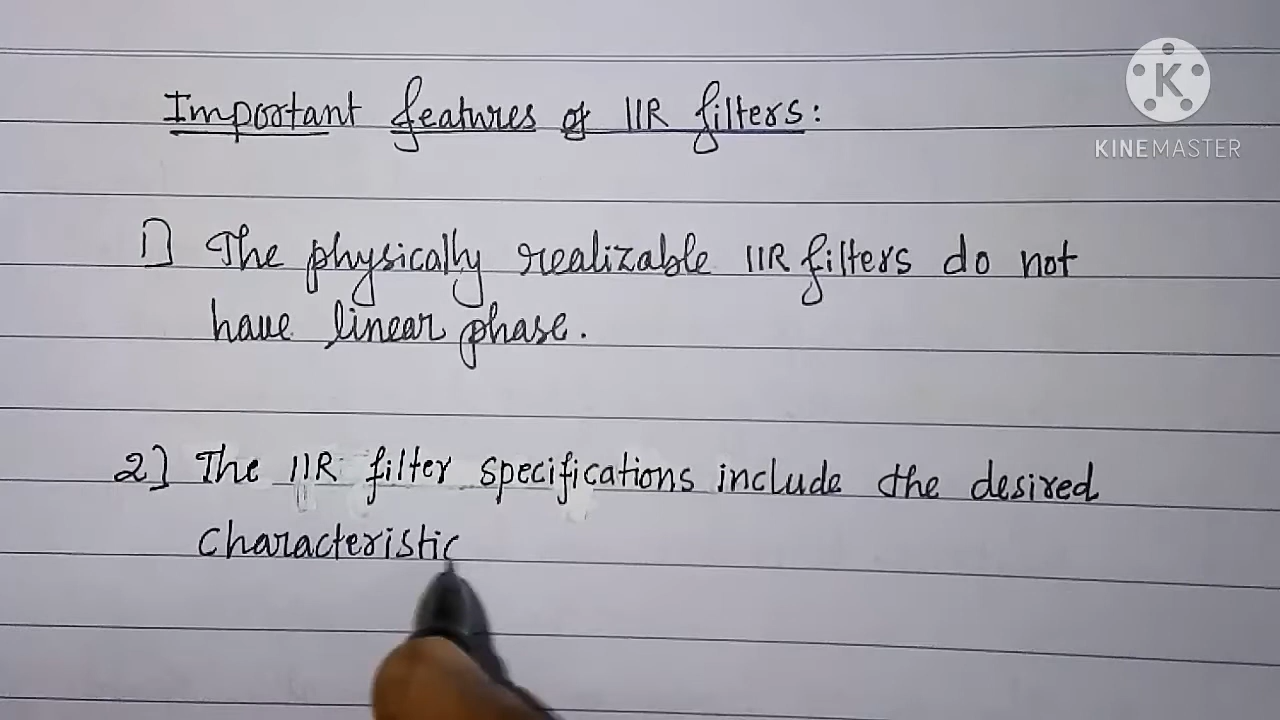 Important features of IIR filters:
K
KINEMASTER
1] The physically realizable IIR filters do not
have linear phase.
2] The IIR filter specifications include the desired
characteristic